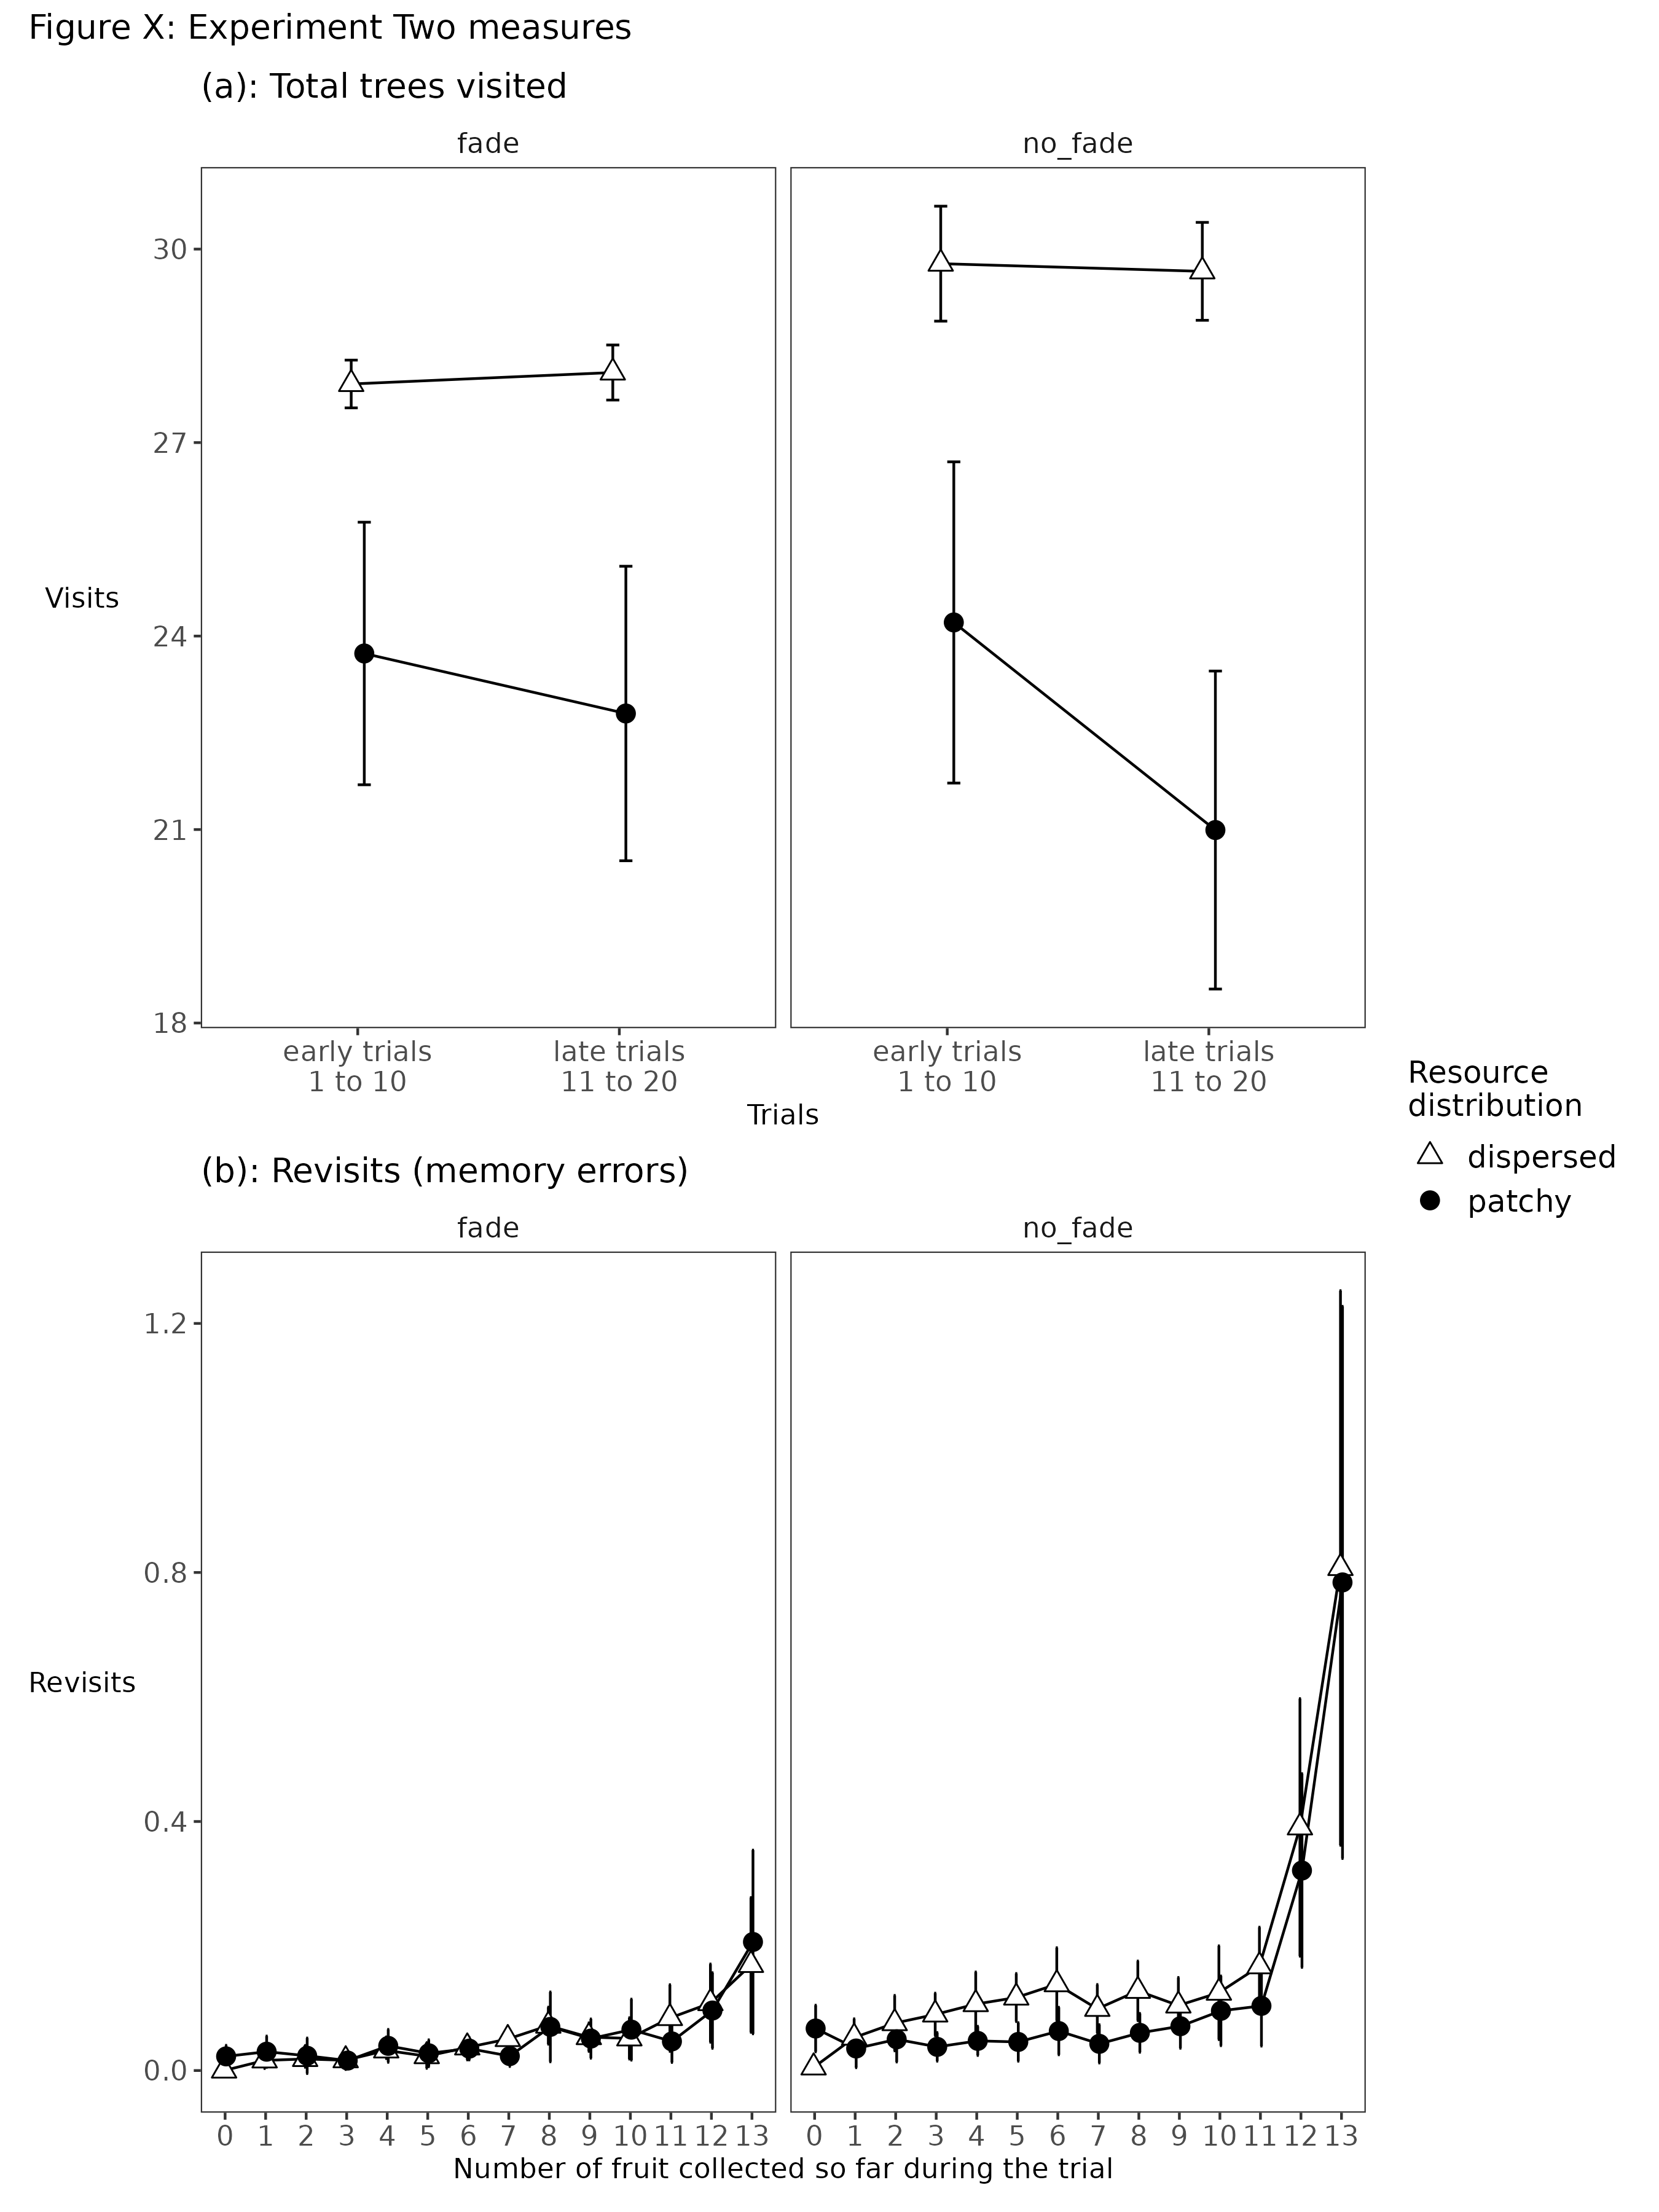 Figure X: Experiment Two measures
(a): Total trees visited
fade
no_fade
30
27
24
21
18
Visits
early trials
1 to 10
late trials
11 to 20
early trials
1 to 10
late trials
11 to 20
Trials
Resource
distribution
dispersed
patchy
(b): Revisits (memory errors)
fade
no_fade
1.2
0.8
0.4
0.0
Revisits
0 1 2 3 4 5 6 7 8 9 10 11 12 13
0 1 2 3 4 5 6 7 8 9 10 11 12 13
Number of fruit collected so far during the trial